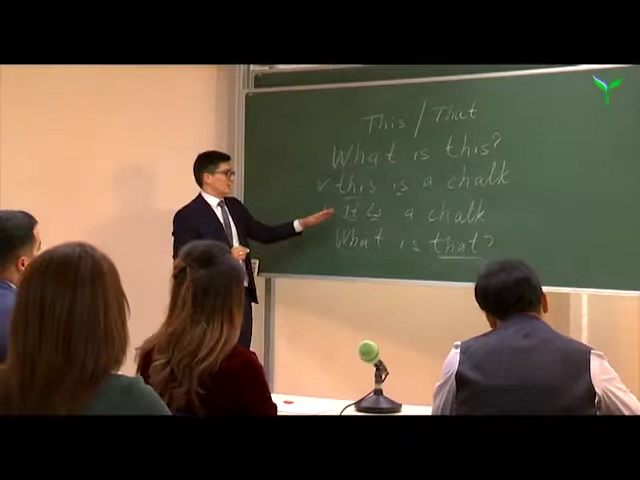 This / That
What is this?
✓ this is a chalk
It is a chalk
What is that?